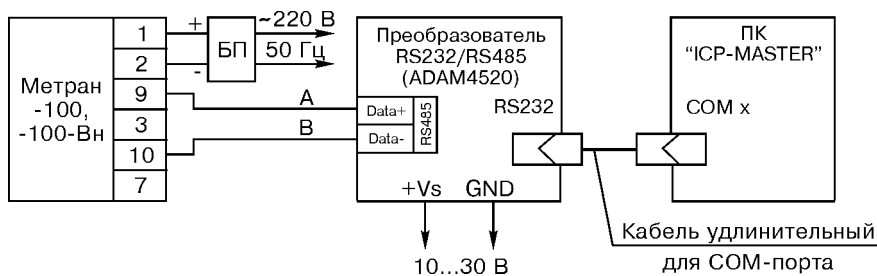 Метран
-100,
-100-Вн
1
2
9
3
10
7
+
-
БП
~220 В
50 Гц
A
B
Преобразователь
RS232/RS485
(ADAM4520)
Data+
Data-
RS485
RS232
+Vs GND
10...30 В
ПК
“ICP-MASTER”
COM x
Кабель удлинительный
для COM-порта